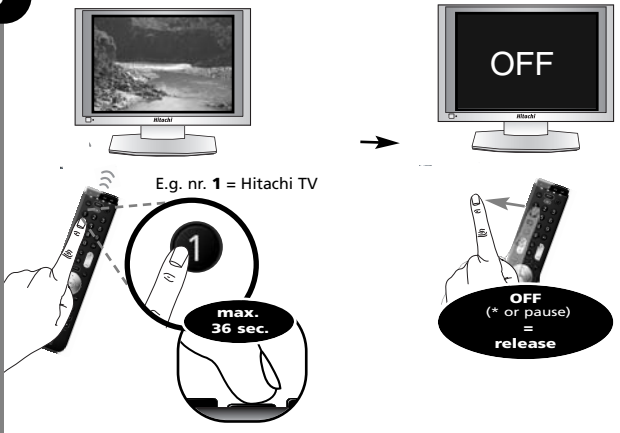 OFF
Hitachi
Hitachi
E.g. nr. 1 = Hitachi TV
1
max.
36 sec.
OFF
(* or pause)
=
release